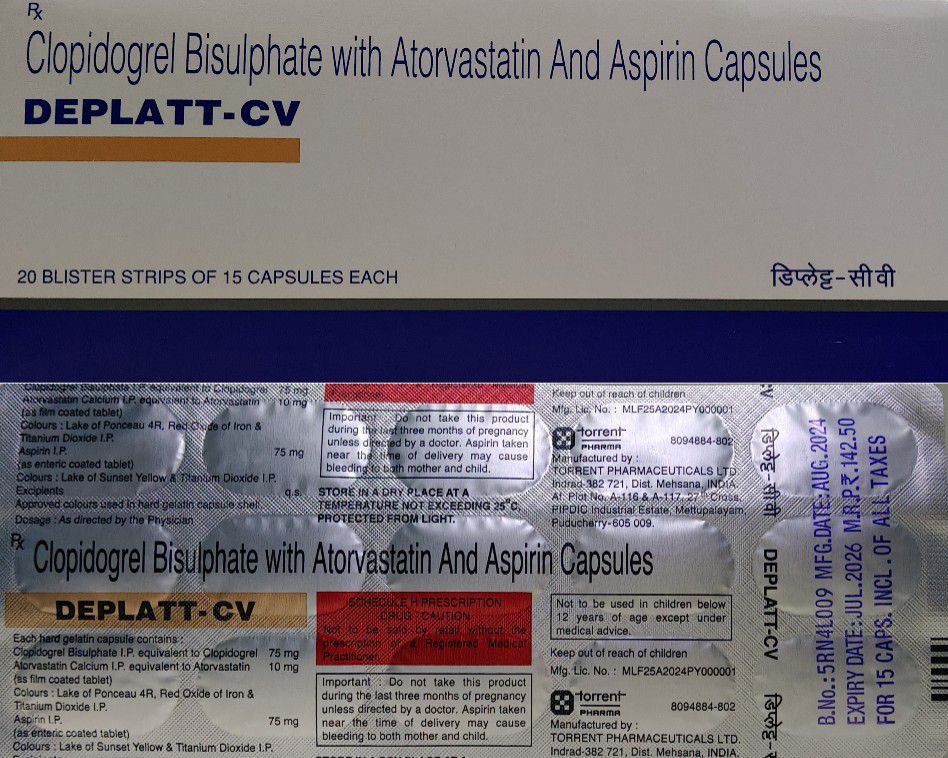 Rx
Clopidogrel Bisulphate with Atorvastatin And Aspirin Capsules
DEPLATT-CV
20 BLISTER STRIPS OF 15 CAPSULES EACH
डिप्लेट्ट-सीवी
Clopidogrel Bisulphate I.P. equivalent to Clopidogrel 75 mg
Atorvastatin Calcium I.P. equivalent to Atorvastatin 10 mg
(as film coated tablet)
Colours : Lake of Ponceau 4R, Red Oxide of Iron &
Titanium Dioxide I.P.
Aspirin I.P. 75 mg
(as enteric coated tablet)
Colours : Lake of Sunset Yellow & Titanium Dioxide I.P.
Excipients q.s.
Approved colours used in hard gelatin capsule shell.
Dosage : As directed by the Physician
Important : Do not take this product
during the last three months of pregnancy
unless directed by a doctor. Aspirin taken
near the time of delivery may cause
bleeding to both mother and child.
STORE IN A DRY PLACE AT A
TEMPERATURE NOT EXCEEDING 25°C,
PROTECTED FROM LIGHT.
Keep out of reach of children
Mfg. Lic. No. : MLF25A2024PY000001
torrent
PHARMA
8094884-802
Manufactured by :
TORRENT PHARMACEUTICALS LTD.
Indrad-382 721, Dist. Mehsana, INDIA.
At: Plot No. A-116 & A-117, 27th Cross,
PIPDIC Industrial Estate, Mettupalayam,
Puducherry-605 009.
Rx
Clopidogrel Bisulphate with Atorvastatin And Aspirin Capsules
DEPLATT-CV
Each hard gelatin capsule contains :
Clopidogrel Bisulphate I.P. equivalent to Clopidogrel 75 mg
Atorvastatin Calcium I.P. equivalent to Atorvastatin 10 mg
(as film coated tablet)
Colours : Lake of Ponceau 4R, Red Oxide of Iron &
Titanium Dioxide I.P.
Aspirin I.P. 75 mg
(as enteric coated tablet)
Colours : Lake of Sunset Yellow & Titanium Dioxide I.P.
SCHEDULE H PRESCRIPTION
DRUG - CAUTION
Not to be sold by retail without the
prescription of a Registered Medical
Practitioner.
Important : Do not take this product
during the last three months of pregnancy
unless directed by a doctor. Aspirin taken
near the time of delivery may cause
bleeding to both mother and child.
Not to be used in children below
12 years of age except under
medical advice.
Keep out of reach of children
Mfg. Lic. No. : MLF25A2024PY000001
torrent
PHARMA
8094884-802
Manufactured by :
TORRENT PHARMACEUTICALS LTD.
Indrad-382 721, Dist. Mehsana, INDIA.
CV
डिप्लेट्ट-सीवी
DEPLATT-CV
डिप्लेट्ट-सी
B.No.: 5RN4L009 MFG.DATE:AUG.2024
EXPIRY DATE:JUL.2026 M.R.P.₹.142.50
FOR 15 CAPS. INCL.OF ALL TAXES